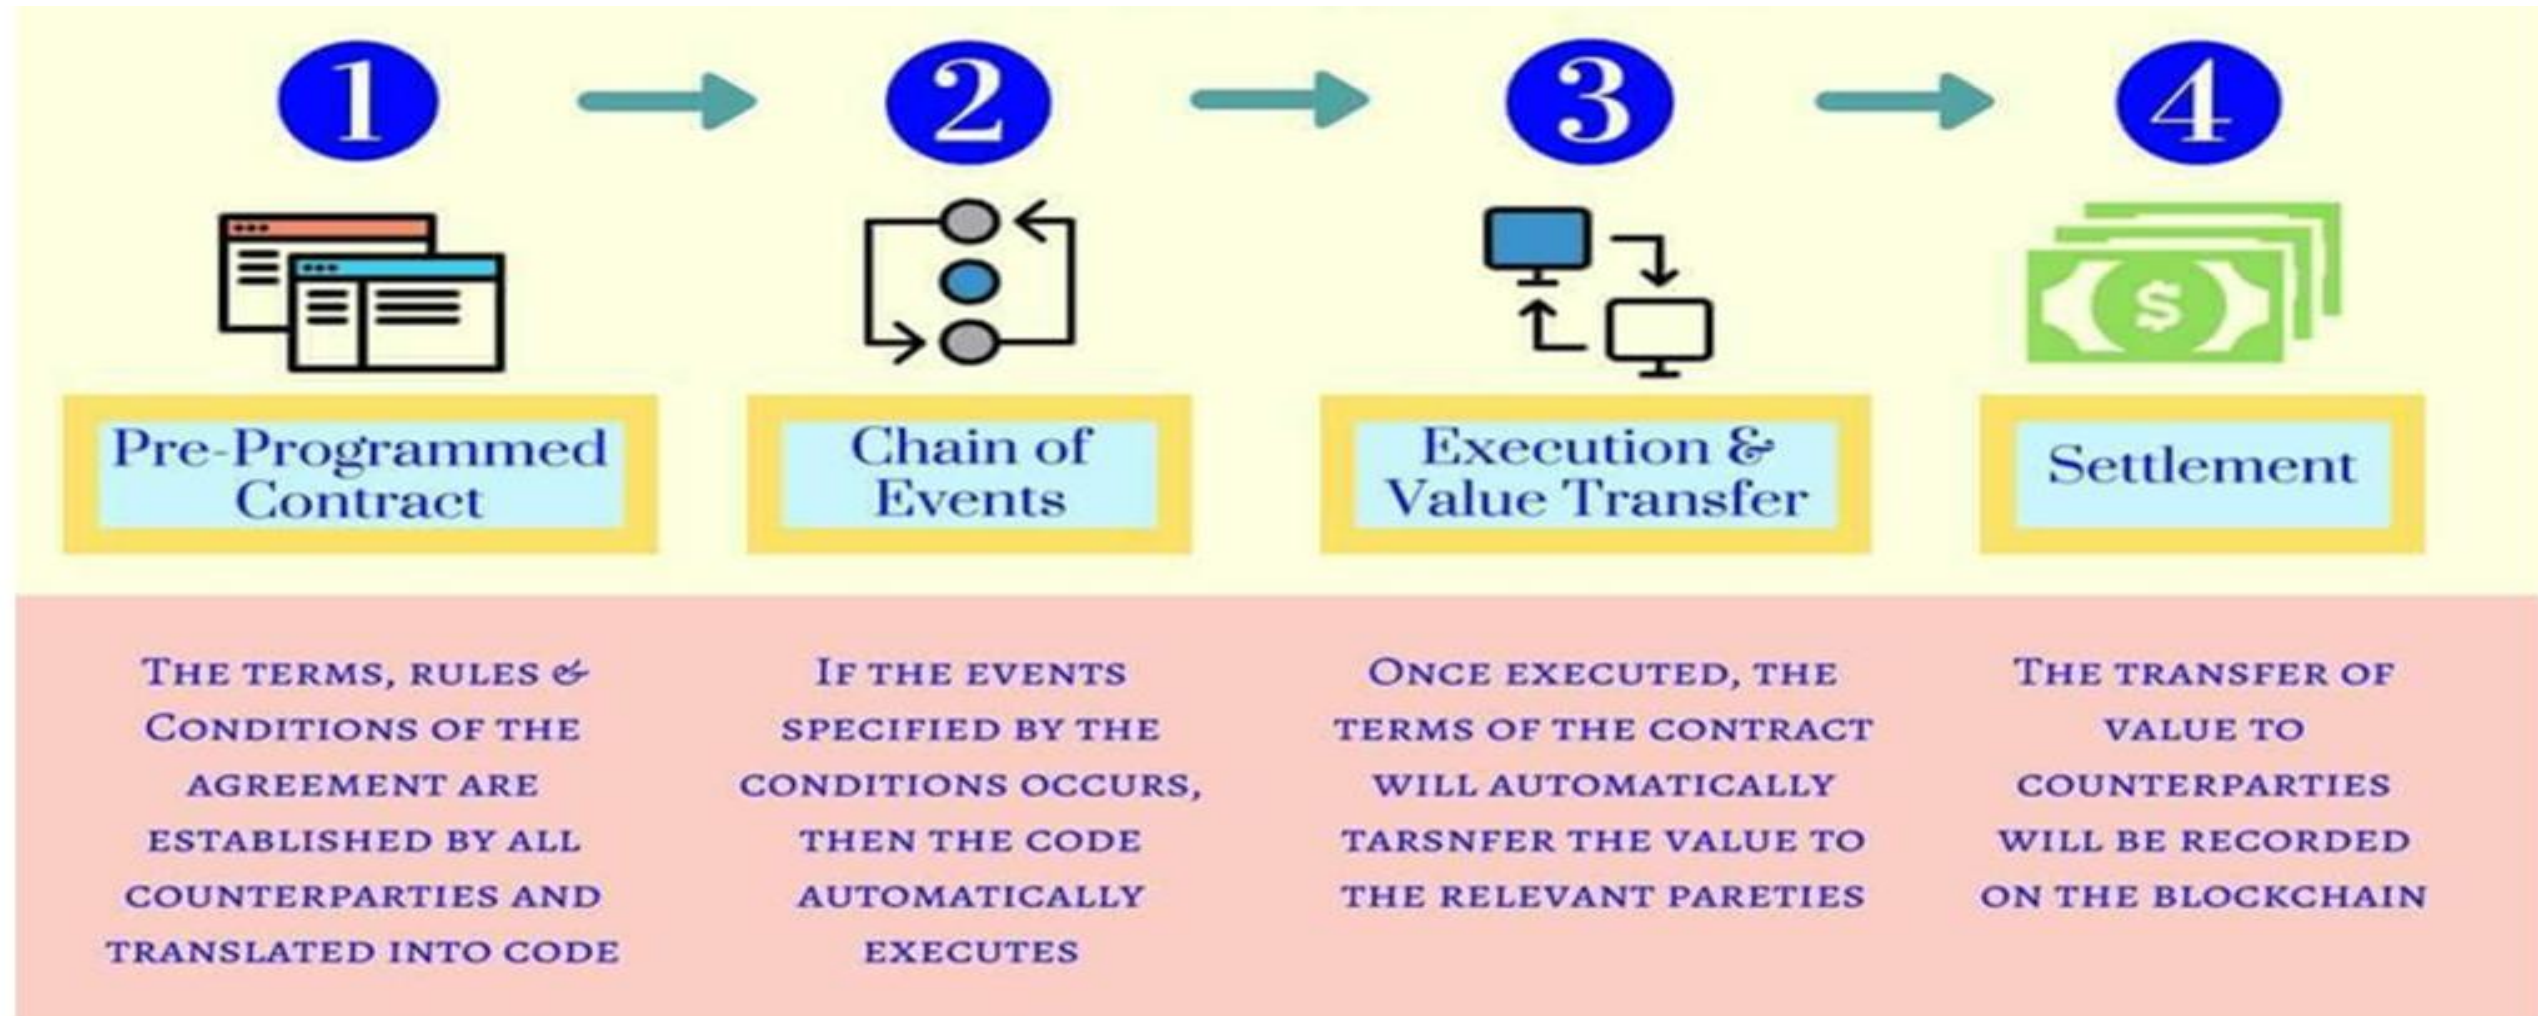 1
2
3
4
Pre-Programmed
Contract
Chain of
Events
Execution &
Value Transfer
$
Settlement
THE TERMS, RULES &
CONDITIONS OF THE
AGREEMENT ARE
ESTABLISHED BY ALL
COUNTERPARTIES AND
TRANSLATED INTO CODE
IF THE EVENTS
SPECIFIED BY THE
CONDITIONS OCCURS,
THEN THE CODE
AUTOMATICALLY
EXECUTES
ONCE EXECUTED, THE
TERMS OF THE CONTRACT
WILL AUTOMATICALLY
TARSNFER THE VALUE TO
THE RELEVANT PARETIES
THE TRANSFER OF
VALUE TO
COUNTERPARTIES
WILL BE RECORDED
ON THE BLOCKCHAIN